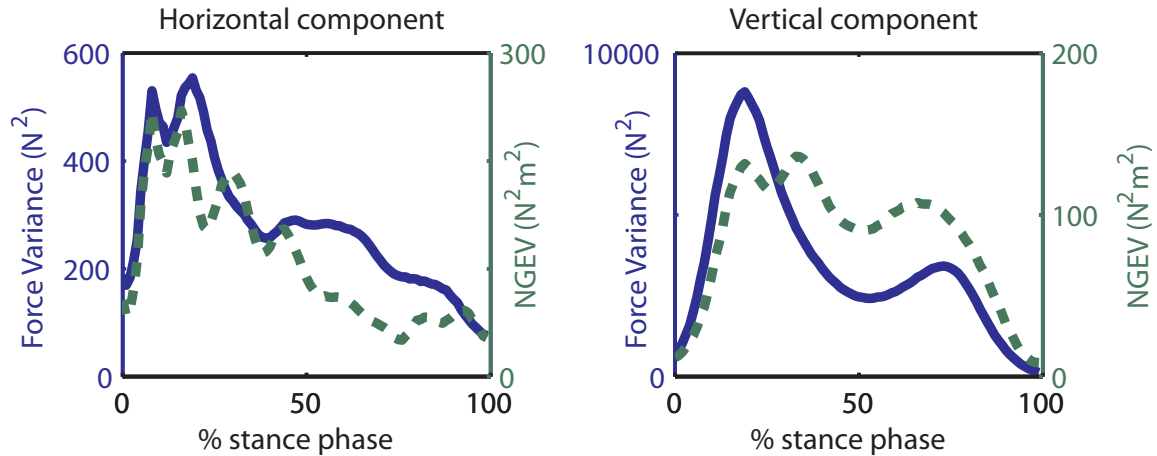 Horizontal component
600
400
200
0
Force Variance (N²)
300
100
0
NGEV (N²m²)
0
50
100
% stance phase
Vertical component
10000
0
Force Variance (N²)
200
100
0
NGEV (N²m²)
0
50
100
% stance phase